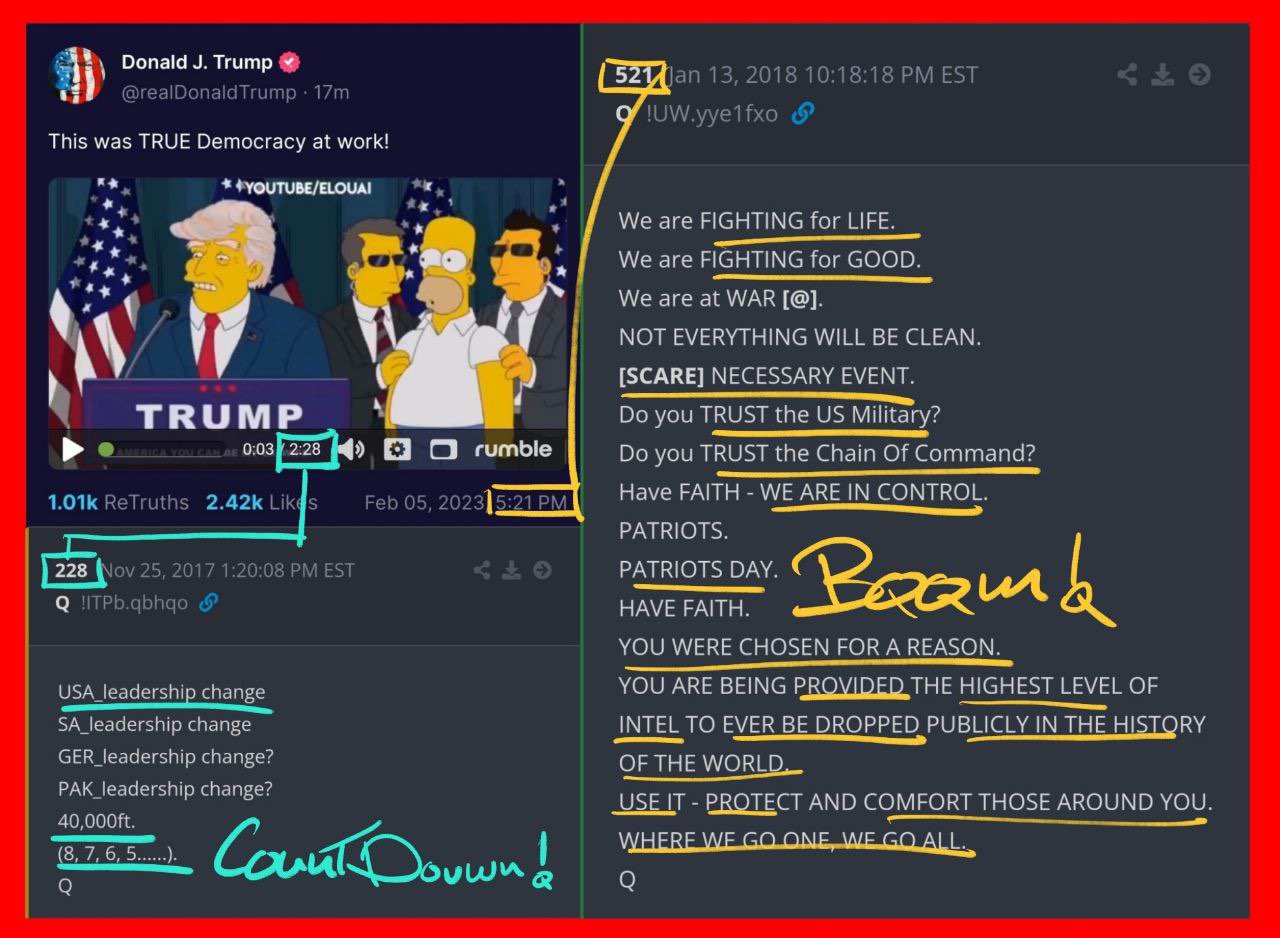 Donald J. Trump
@realDonaldTrump · 17m
This was TRUE Democracy at work!
YOUTUBE/ELOUAI
TRUMP
AMERICA YOU CAN BE
0:03 / 2:28
rumble
1.01k ReTruths 2.42k Likes Feb 05, 2023, 5:21 PM
228 Nov 25, 2017 1:20:08 PM EST
Q !ITPb.qbhqo
USA_leadership change
SA_leadership change
GER_leadership change?
PAK_leadership change?
40,000ft.
(8, 7, 6, 5......).
Q
CountDouwn!
521 Jan 13, 2018 10:18:18 PM EST
Q !UW.yye1fxo
We are FIGHTING for LIFE.
We are FIGHTING for GOOD.
We are at WAR [@].
NOT EVERYTHING WILL BE CLEAN.
[SCARE] NECESSARY EVENT.
Do you TRUST the US Military?
Do you TRUST the Chain Of Command?
Have FAITH - WE ARE IN CONTROL.
PATRIOTS.
PATRIOTS DAY.
HAVE FAITH.
YOU WERE CHOSEN FOR A REASON.
YOU ARE BEING PROVIDED THE HIGHEST LEVEL OF
INTEL TO EVER BE DROPPED PUBLICLY IN THE HISTORY
OF THE WORLD.
USE IT - PROTECT AND COMFORT THOSE AROUND YOU.
WHERE WE GO ONE, WE GO ALL.
Q
BQQm!